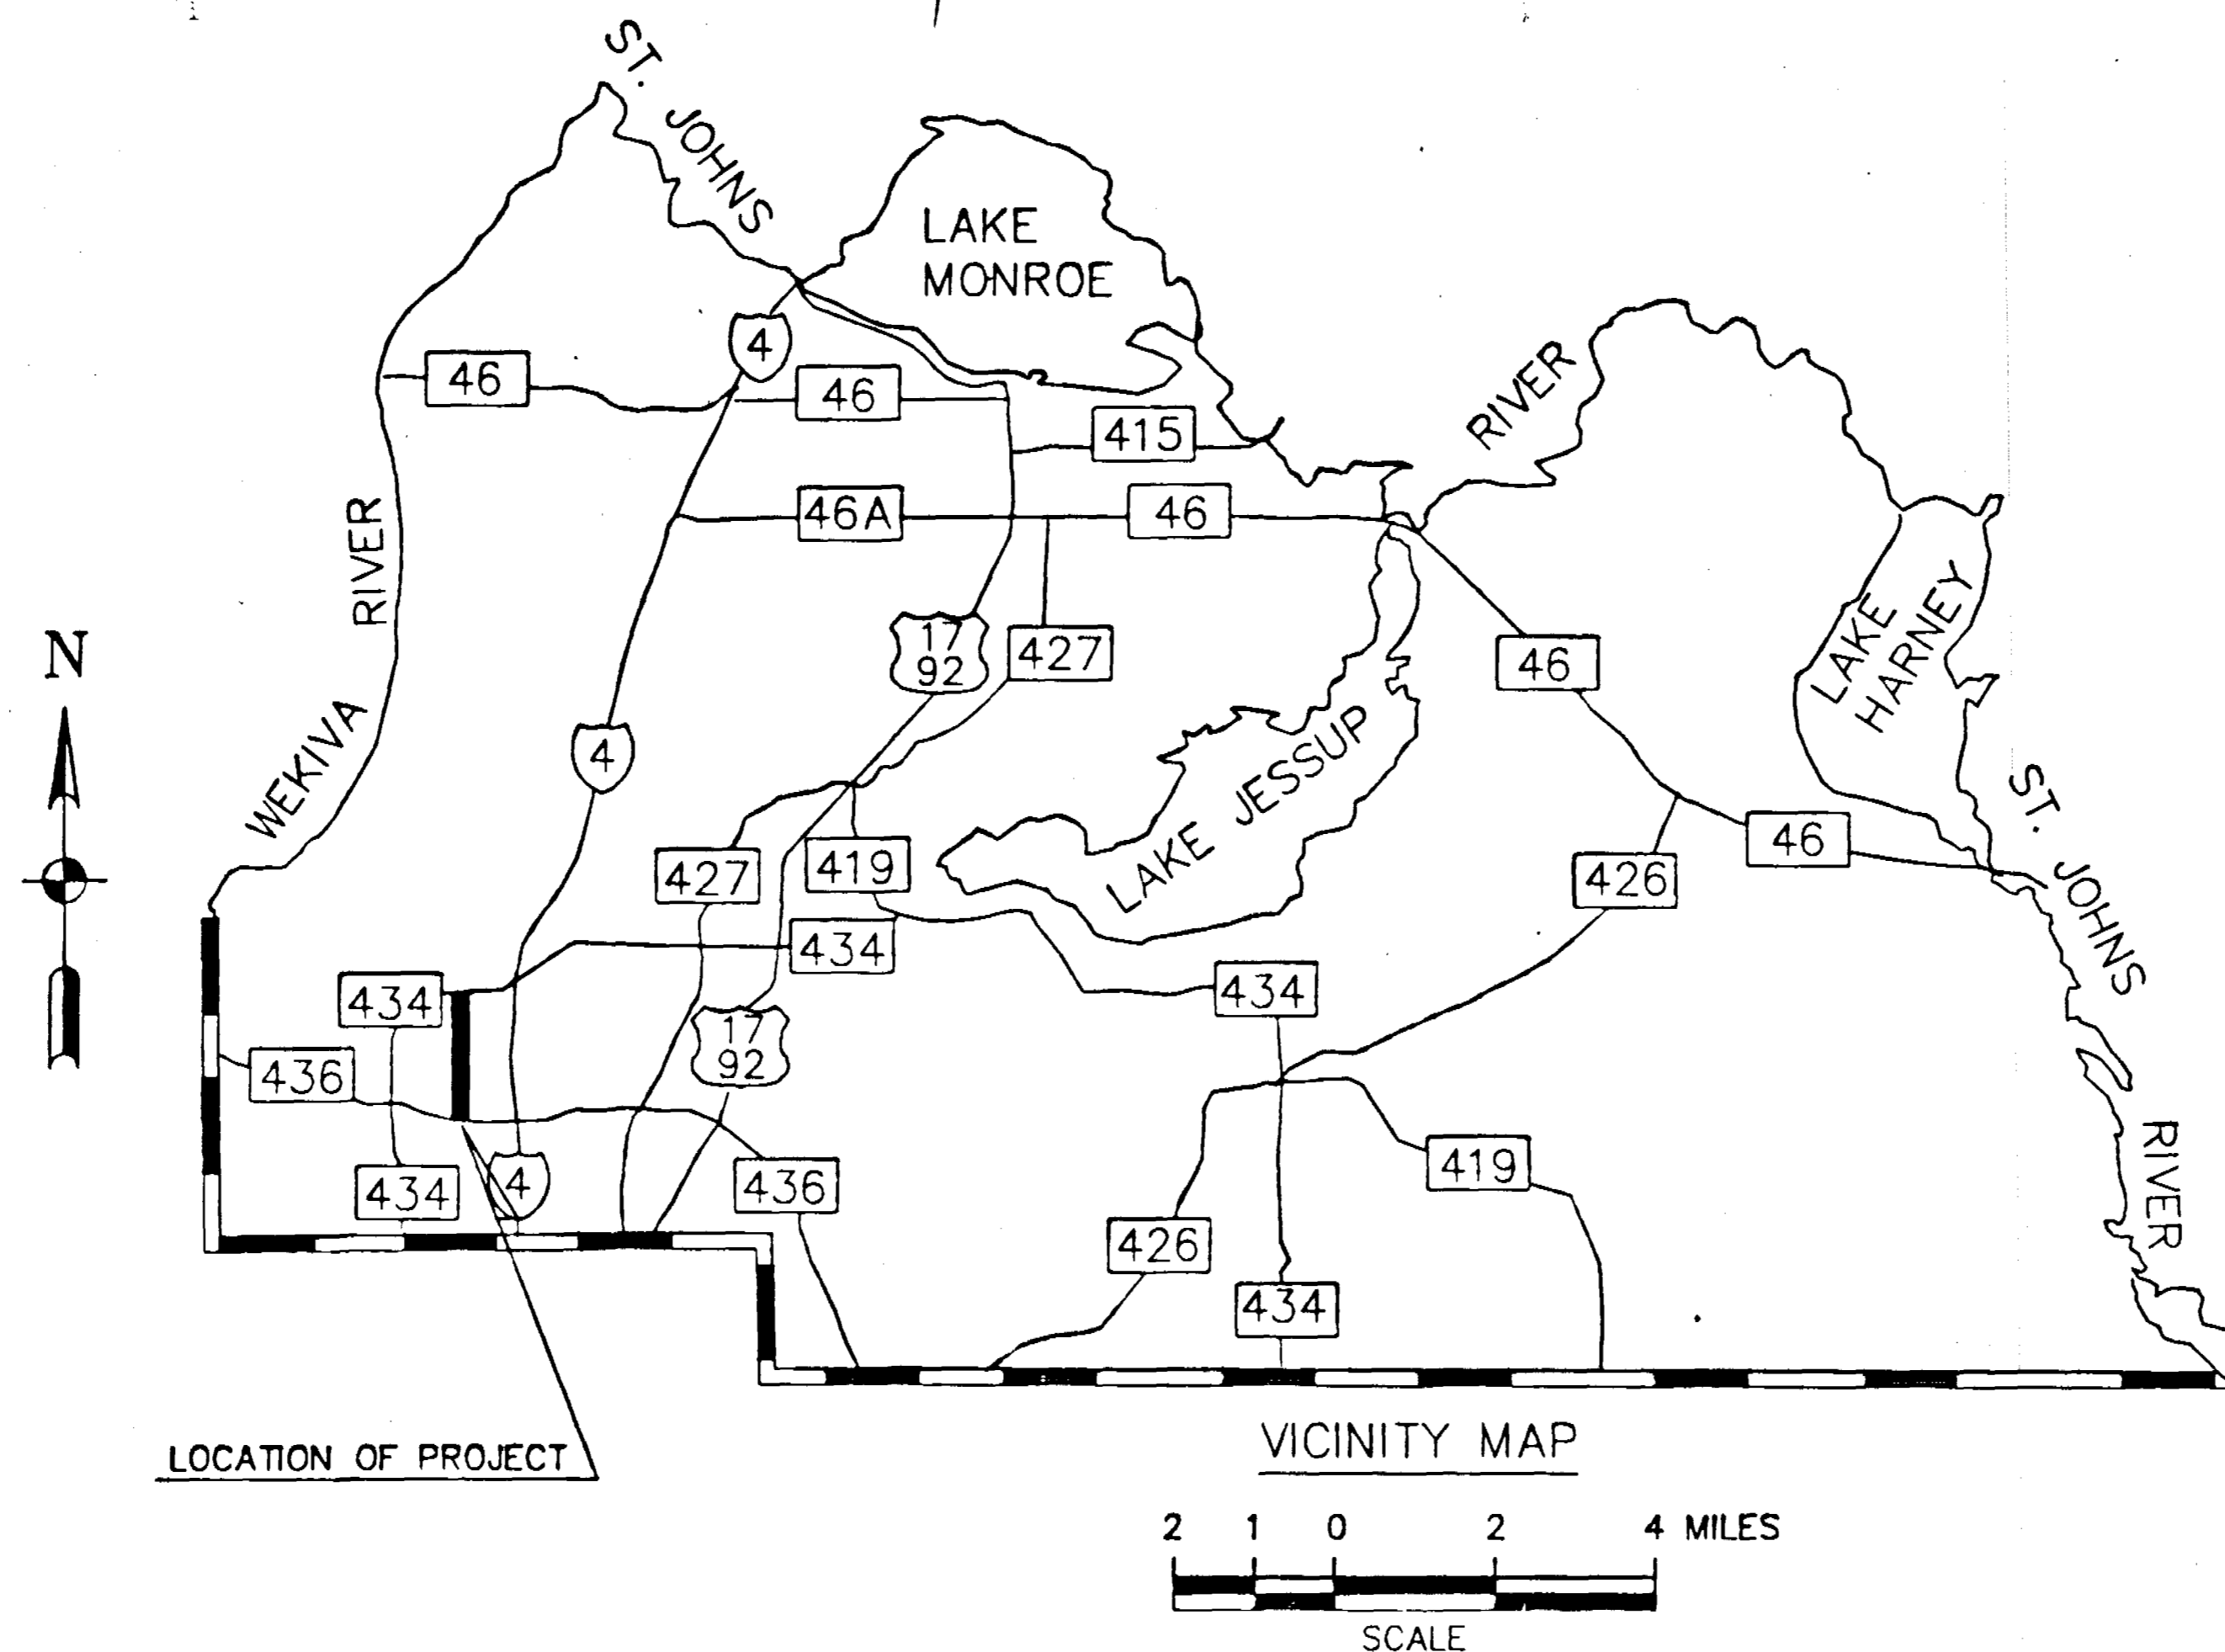 ST. JOHNS
RIVER
LAKE
MONROE
4
46
46
415
46A
46
RIVER
WEKIVA
N
17
92
427
46
LAKE
HARNEY
4
LAKE JESSUP
ST. JOHNS
RIVER
427
419
46
426
434
434
434
436
17
92
434
4
436
419
426
434
LOCATION OF PROJECT
VICINITY MAP
2 1 0 2 4 MILES
SCALE